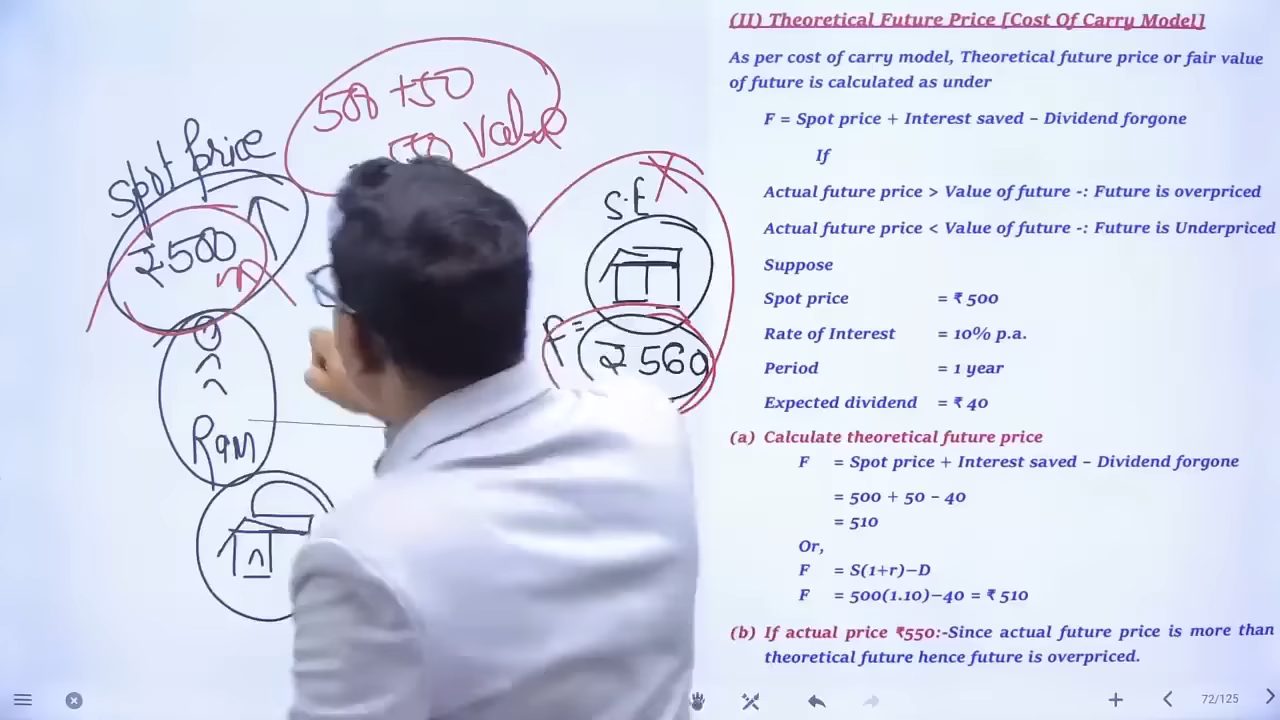 500 +50
550 Value
Spot Price
₹500
S.E
F =
₹560
Ram
(II) Theoretical Future Price [Cost Of Carry Model]
As per cost of carry model, Theoretical future price or fair value
of future is calculated as under
F = Spot price + Interest saved – Dividend forgone
If
Actual future price > Value of future -: Future is overpriced
Actual future price < Value of future -: Future is Underpriced
Suppose
Spot price = ₹ 500
Rate of Interest = 10% p.a.
Period = 1 year
Expected dividend = ₹ 40
(a) Calculate theoretical future price
F = Spot price + Interest saved – Dividend forgone
= 500 + 50 – 40
= 510
Or,
F = S(1+r)–D
F = 500(1.10)–40 = ₹ 510
(b) If actual price ₹550:-Since actual future price is more than
theoretical future hence future is overpriced.
72/125